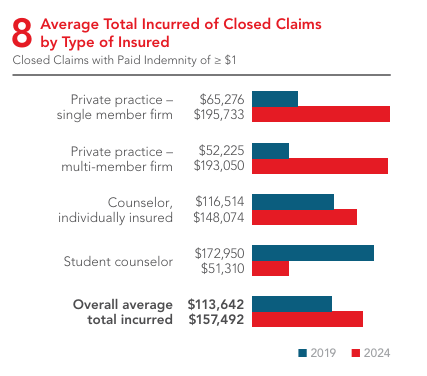 8 Average Total Incurred of Closed Claims
by Type of Insured
Closed Claims with Paid Indemnity of ≥ $1
Private practice – $65,276
single member firm $195,733
Private practice – $52,225
multi-member firm $193,050
Counselor, $116,514
individually insured $148,074
Student counselor
$172,950
$51,310
Overall average $113,642
total incurred $157,492
2019 2024